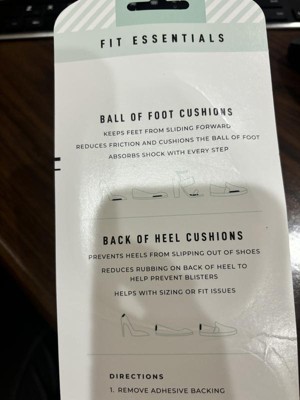 FIT ESSENTIALS
BALL OF FOOT CUSHIONS
KEEPS FEET FROM SLIDING FORWARD
REDUCES FRICTION AND CUSHIONS THE BALL OF FOOT
ABSORBS SHOCK WITH EVERY STEP
BACK OF HEEL CUSHIONS
PREVENTS HEELS FROM SLIPPING OUT OF SHOES
REDUCES RUBBING ON BACK OF HEEL TO
HELP PREVENT BLISTERS
HELPS WITH SIZING OR FIT ISSUES
DIRECTIONS
1. REMOVE ADHESIVE BACKING